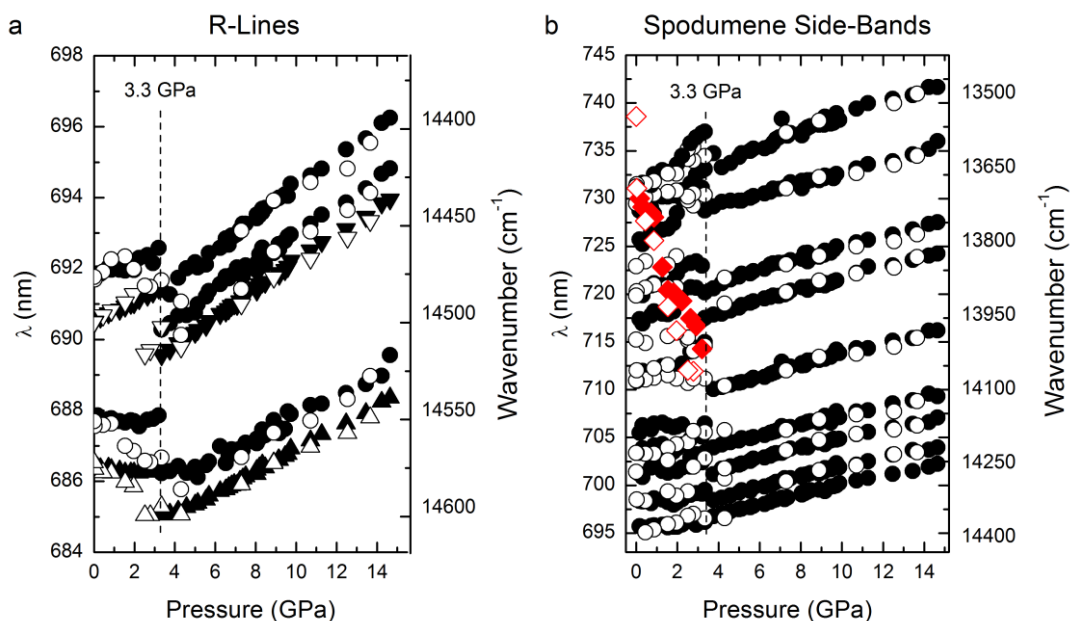 a
R-Lines
698
696
694
692
690
688
686
684
λ (nm)
3.3 GPa
14400
14450
14500
14550
14600
Wavenumber (cm⁻¹)
0 2 4 6 8 10 12 14
Pressure (GPa)
b
Spodumene Side-Bands
745
740
735
730
725
720
715
710
705
700
695
λ (nm)
3.3 GPa
13500
13650
13800
13950
14100
14250
14400
Wavenumber (cm⁻¹)
0 2 4 6 8 10 12 14
Pressure (GPa)